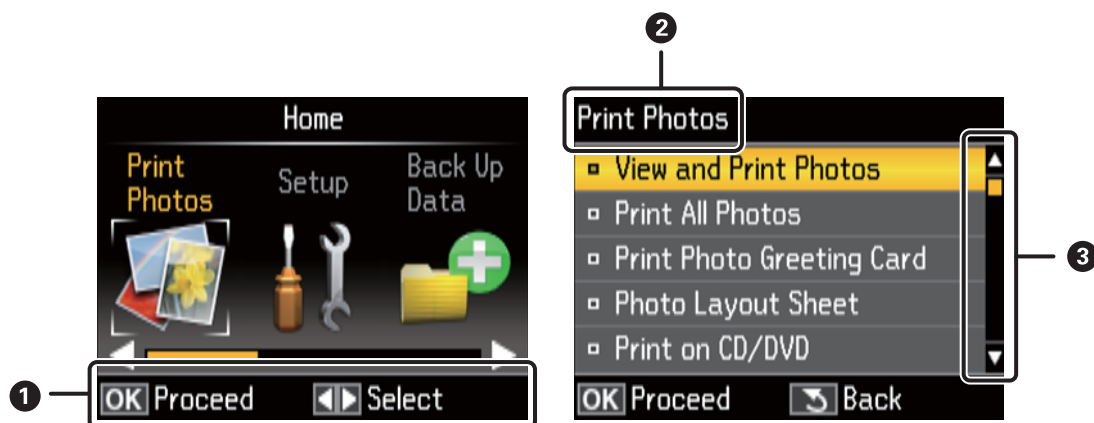 2
Home
Print Photos
Setup
Back Up Data
OK Proceed
Select
1
Print Photos
View and Print Photos
Print All Photos
Print Photo Greeting Card
Photo Layout Sheet
Print on CD/DVD
OK Proceed
Back
3